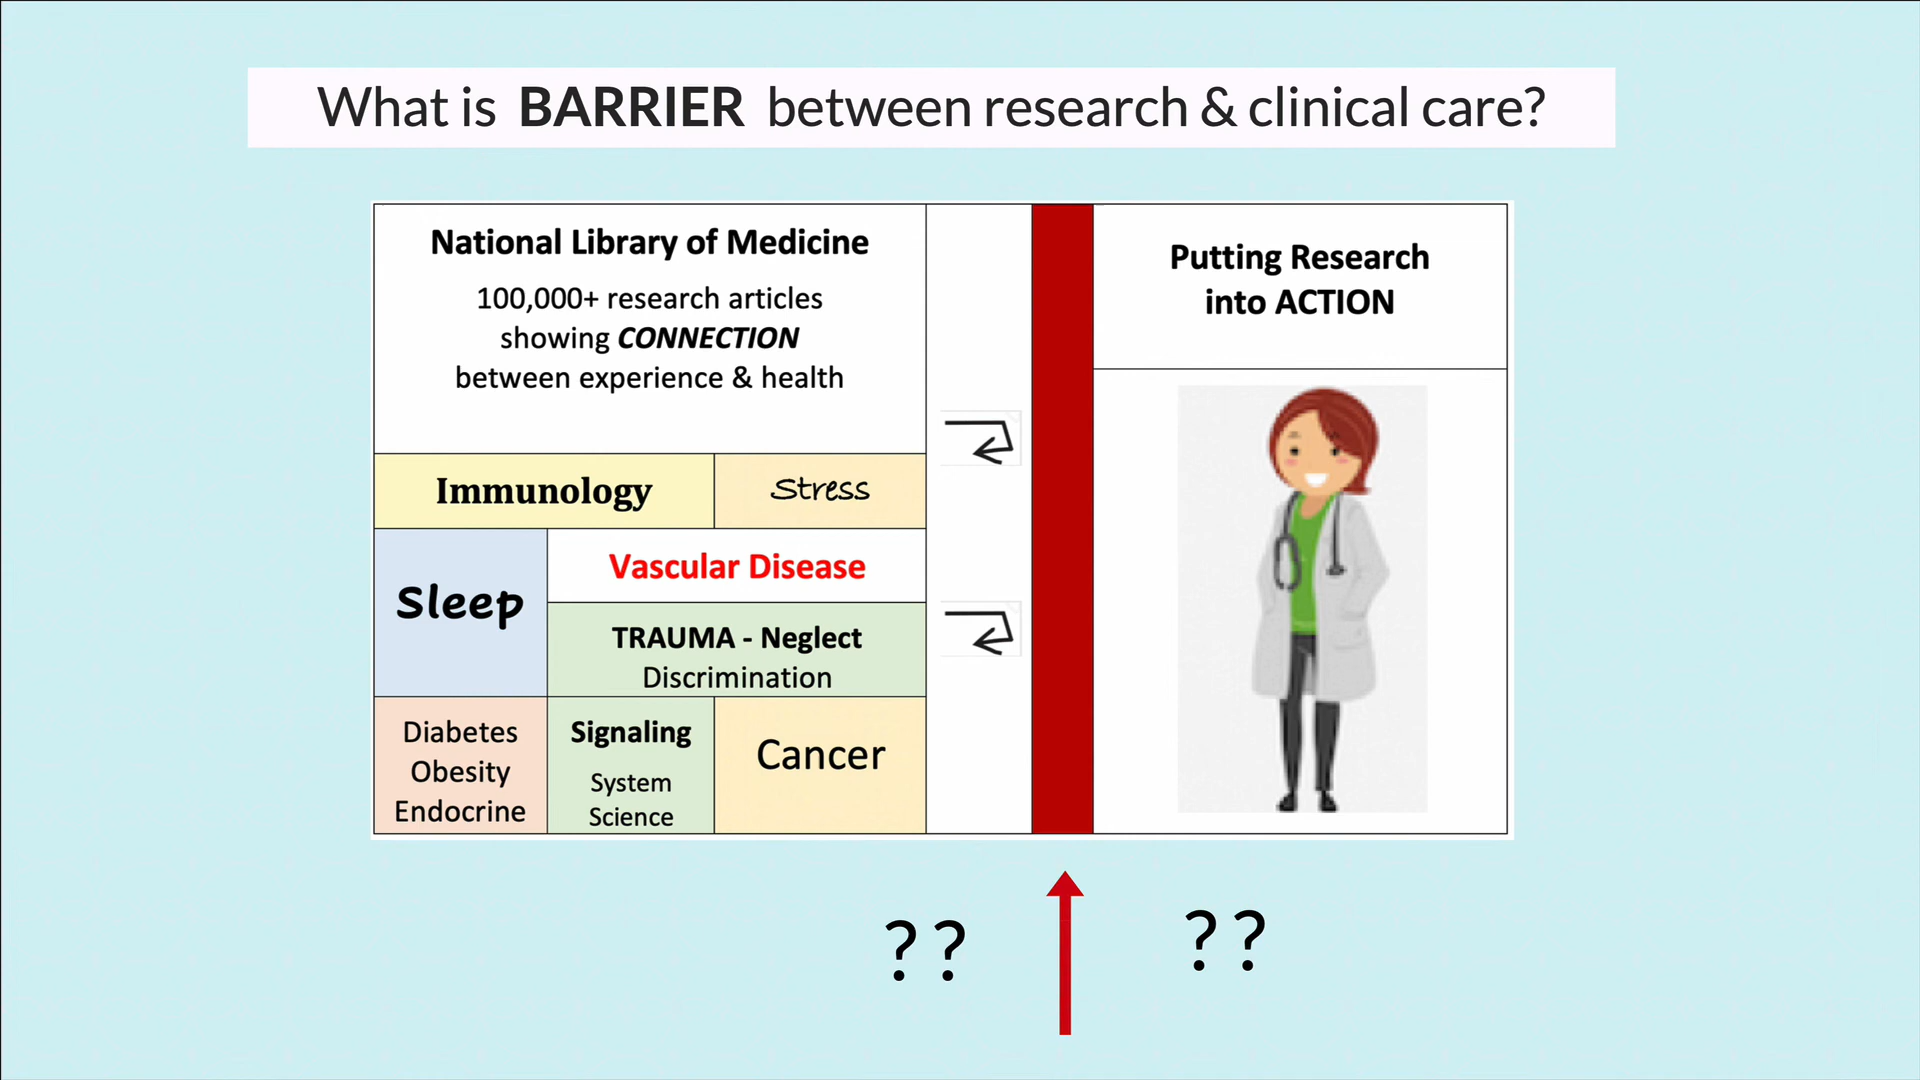 What is BARRIER between research & clinical care?
National Library of Medicine
100,000+ research articles
showing CONNECTION
between experience & health
Putting Research
into ACTION
Immunology
Stress
Sleep
Vascular Disease
TRAUMA - Neglect
Discrimination
Diabetes
Obesity
Endocrine
Signaling
System
Science
Cancer
? ?
? ?